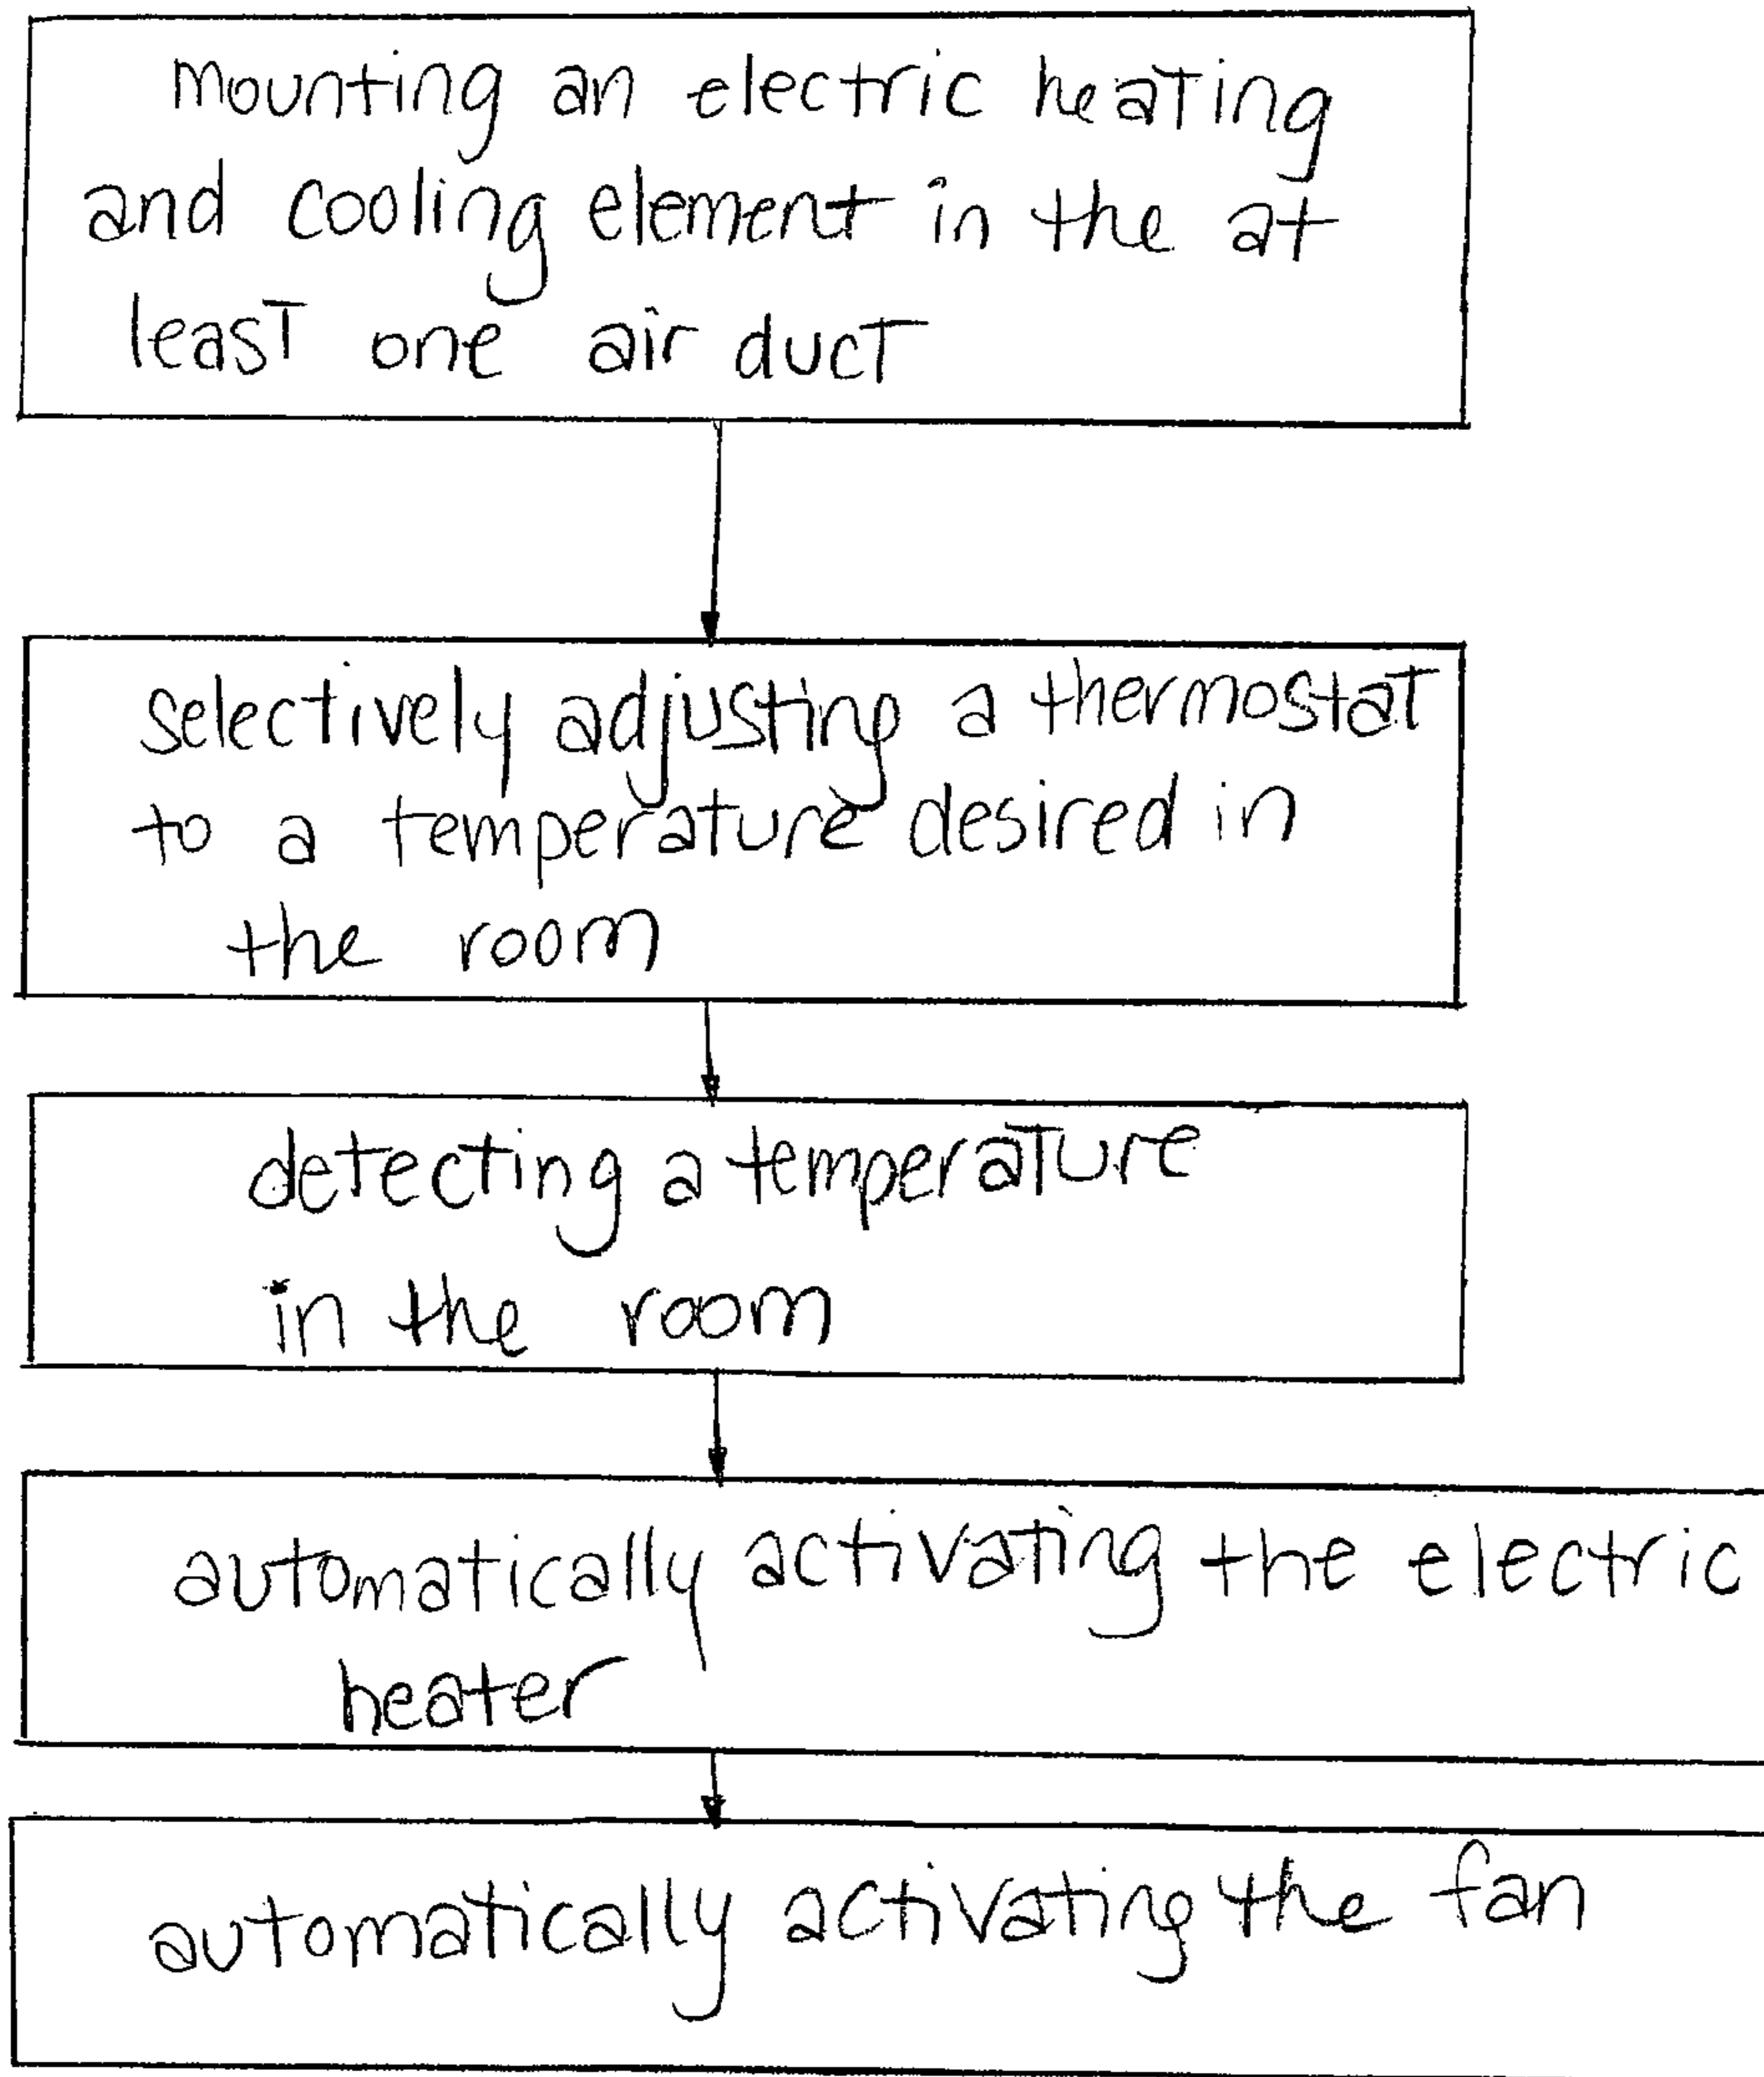 mounting an electric heating
and cooling element in the at
least one air duct
selectively adjusting a thermostat
to a temperature desired in
the room
detecting a temperature
in the room
automatically activating the electric
heater
automatically activating the fan